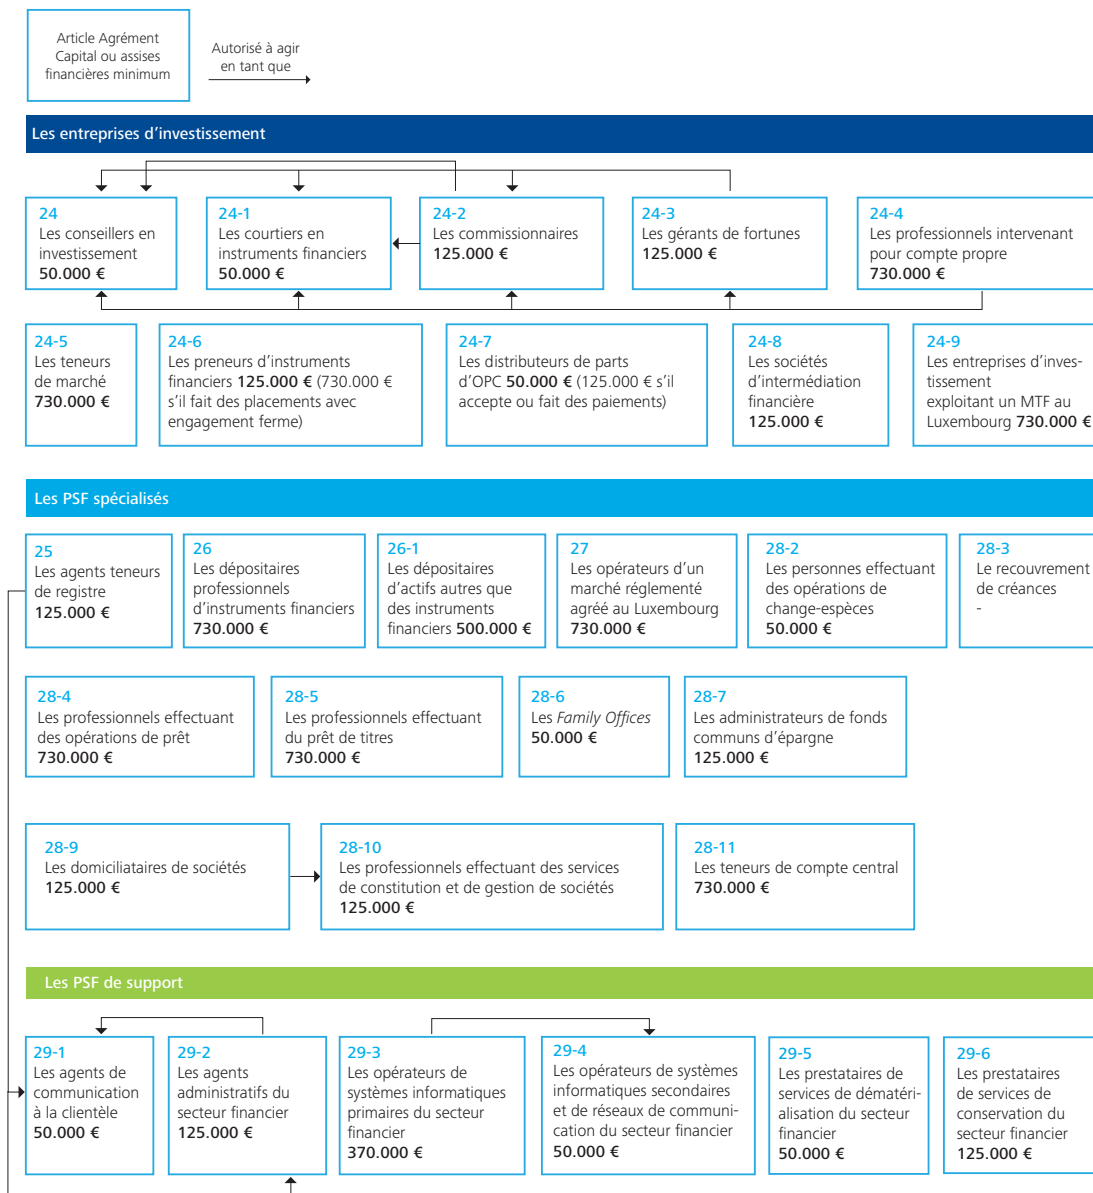 Article Agrément
Capital ou assises
financières minimum
Autorisé à agir
en tant que
Les entreprises d'investissement
24
Les conseillers en
investissement
50.000 €
24-1
Les courtiers en
instruments financiers
50.000 €
24-2
Les commissionnaires
125.000 €
24-3
Les gérants de fortunes
125.000 €
24-4
Les professionnels intervenant
pour compte propre
730.000 €
24-5
Les teneurs
de marché
730.000 €
24-6
Les preneurs d'instruments
financiers 125.000 € (730.000 €
s'il fait des placements avec
engagement ferme)
24-7
Les distributeurs de parts
d'OPC 50.000 € (125.000 € s'il
accepte ou fait des paiements)
24-8
Les sociétés
d'intermédiation
financière
125.000 €
24-9
Les entreprises d'inves-
tissement
exploitant un MTF au
Luxembourg 730.000 €
Les PSF spécialisés
25
Les agents teneurs
de registre
125.000 €
26
Les dépositaires
professionnels
d'instruments financiers
730.000 €
26-1
Les dépositaires
d'actifs autres que
des instruments
financiers 500.000 €
27
Les opérateurs d'un
marché réglementé
agréé au Luxembourg
730.000 €
28-2
Les personnes effectuant
des opérations de
change-espèces
50.000 €
28-3
Le recouvrement
de créances
-
28-4
Les professionnels effectuant
des opérations de prêt
730.000 €
28-5
Les professionnels effectuant
du prêt de titres
730.000 €
28-6
Les Family Offices
50.000 €
28-7
Les administrateurs de fonds
communs d'épargne
125.000 €
28-9
Les domiciliataires de sociétés
125.000 €
28-10
Les professionnels effectuant des services
de constitution et de gestion de sociétés
125.000 €
28-11
Les teneurs de compte central
730.000 €
Les PSF de support
29-1
Les agents de
communication
à la clientèle
50.000 €
29-2
Les agents
administratifs du
secteur financier
125.000 €
29-3
Les opérateurs de
systèmes informatiques
primaires du secteur
financier
370.000 €
29-4
Les opérateurs de systèmes
informatiques secondaires
et de réseaux de communi-
cation du secteur financier
50.000 €
29-5
Les prestataires de
services de dématéri-
alisation du secteur
financier
50.000 €
29-6
Les prestataires
de services de
conservation du
secteur financier
125.000 €